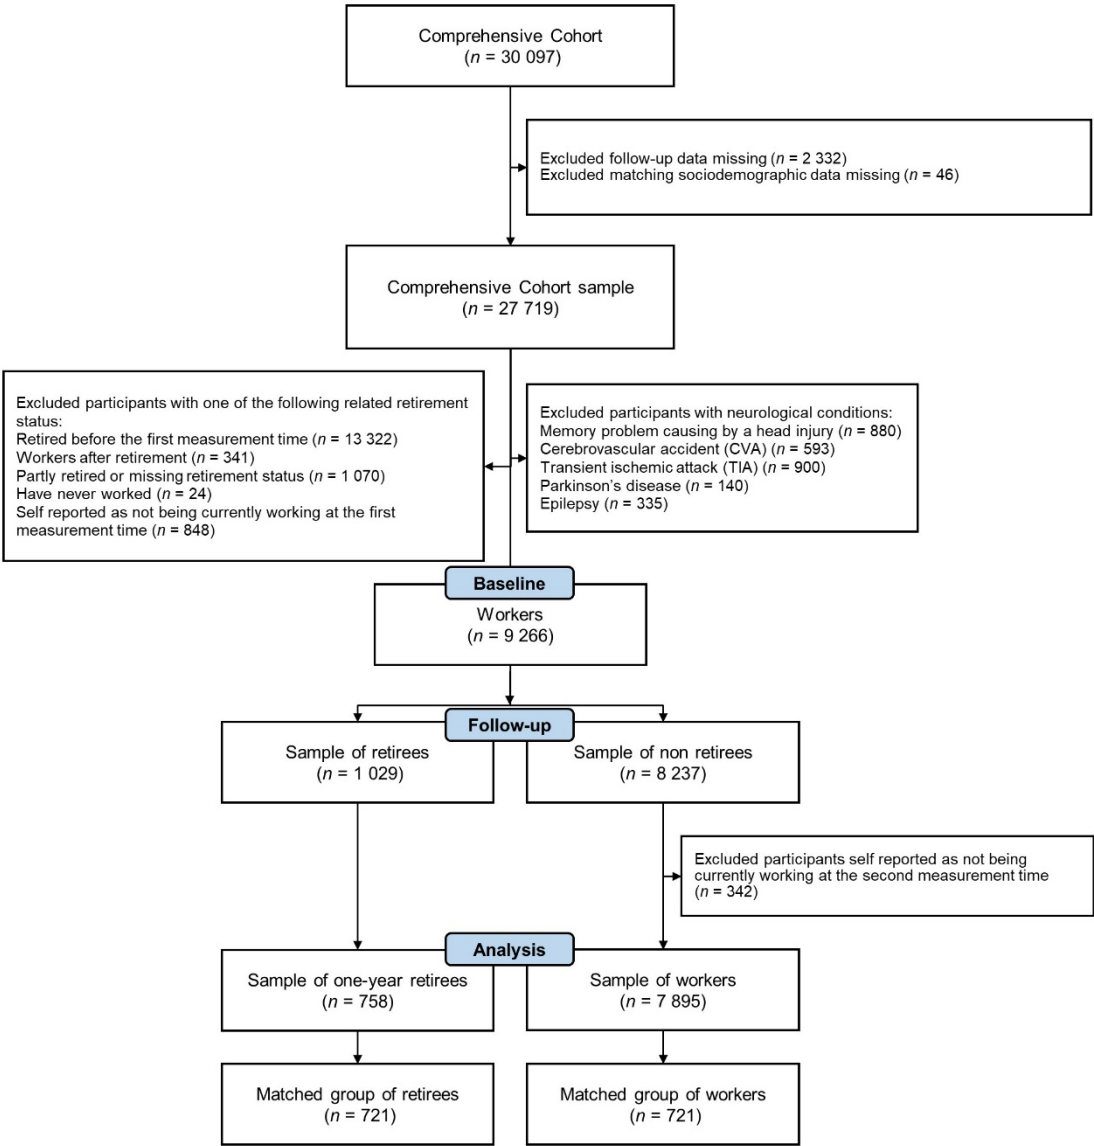 Comprehensive Cohort
(n = 30 097)
Excluded follow-up data missing (n = 2 332)
Excluded matching sociodemographic data missing (n = 46)
Comprehensive Cohort sample
(n = 27 719)
Excluded participants with one of the following related retirement
status:
Retired before the first measurement time (n = 13 322)
Workers after retirement (n = 341)
Partly retired or missing retirement status (n = 1 070)
Have never worked (n = 24)
Self reported as not being currently working at the first
measurement time (n = 848)
Excluded participants with neurological conditions:
Memory problem causing by a head injury (n = 880)
Cerebrovascular accident (CVA) (n = 593)
Transient ischemic attack (TIA) (n = 900)
Parkinson's disease (n = 140)
Epilepsy (n = 335)
Baseline
Workers
(n = 9 266)
Follow-up
Sample of retirees
(n = 1 029)
Sample of non retirees
(n = 8 237)
Excluded participants self reported as not being
currently working at the second measurement time
(n = 342)
Analysis
Sample of one-year retirees
(n = 758)
Sample of workers
(n = 7 895)
Matched group of retirees
(n = 721)
Matched group of workers
(n = 721)